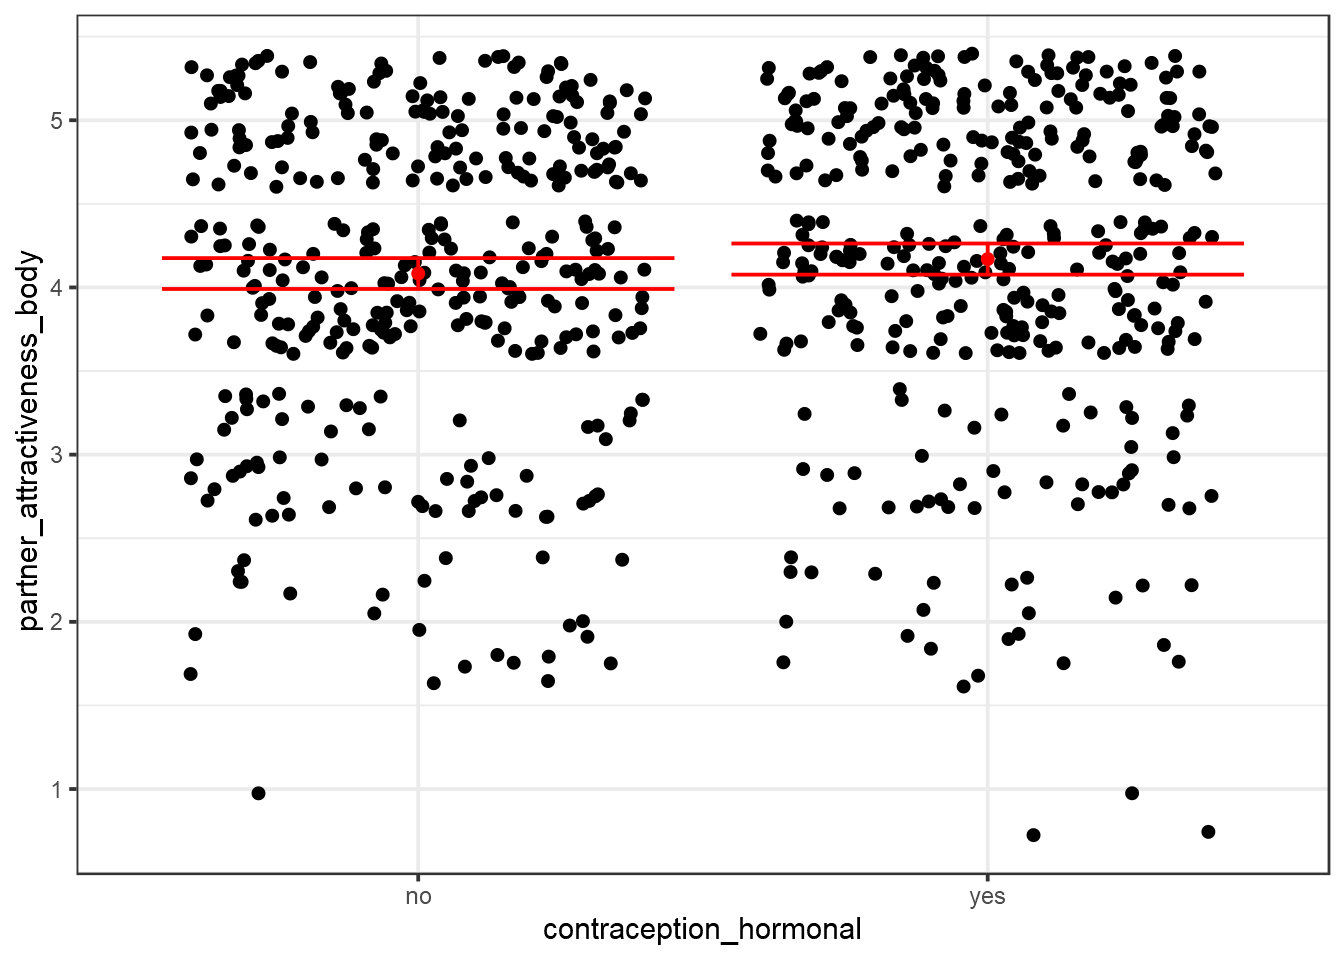 partner_attractiveness_body
5
4
3
2
1
no
yes
contraception_hormonal